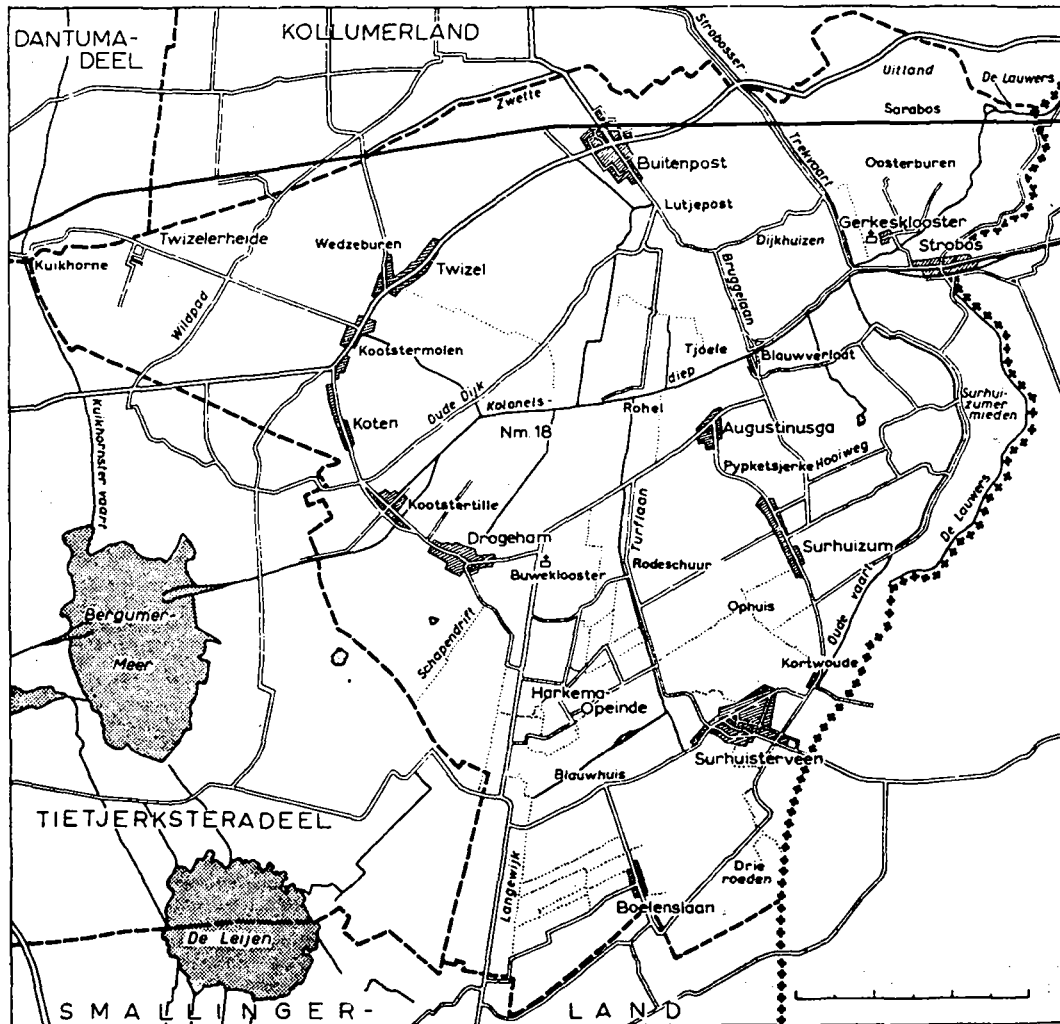 DANTUMA-
DEEL
KOLLUMERLAND
Strobosser
Uitland
De Lauwers
Zwette
Sarabos
Trekvaart
Oosterburen
Buitenpost
Lutjepost
Gerkesklooster
Strobos
Twizelerheide
Wedzeburen
Dijkhuizen
Kuikhorne
Twizel
Bruggelaan
Wildpad
Kootstermolen
Tjoele
Blauwverlaat
diep
Oude Dijk
Kolonels-
Rohel
Surhui-
zumer
mieden
Kuikhornster vaart
Koten
Nm. 18
Augustinusga
Pypketsjerke
Hooiweg
Kootstertille
Turflaan
De Lauwers
Drogeham
Surhuizum
Buweklooster
Rodeschuur
Oude vaart
Ophuis
Bergumer-
Meer
Schapendrift
Kortwoude
Harkema-
Opeinde
Surhuisterveen
Blauwhuis
TIETJERKSTERADEEL
Langewijk
Drie
roeden
Boelenslaan
De Leijen
SMALLINGER-
LAND